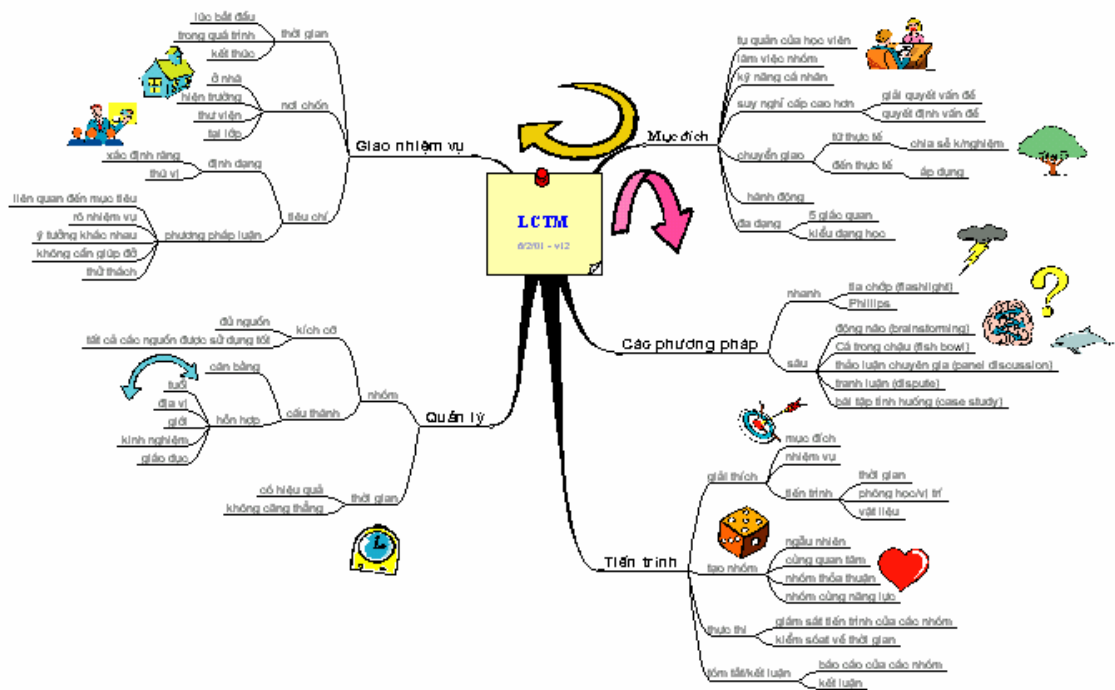 LCTM
6/2/01 - v12
Mục đích
tự quản của học viên
làm việc nhóm
kỹ năng cá nhân
suy nghĩ cấp cao hơn
giải quyết vấn đề
quyết định vấn đề
chuyển giao
từ thực tế
chia sẻ k/nghiệm
đến thực tế
áp dụng
hành động
đa dạng
5 giác quan
kiểu dạng học
Các phương pháp
nhanh
tia chớp (flashlight)
Phillips
sâu
động não (brainstorming)
Cá trong chậu (fish bowl)
thảo luận chuyên gia (panel discussion)
tranh luận (dispute)
bài tập tình huống (case study)
Tiến trình
giải thích
mục đích
nhiệm vụ
tiến trình
thời gian
phòng học/vị trí
vật liệu
tạo nhóm
ngẫu nhiên
cùng quan tâm
nhóm thỏa thuận
nhóm cùng năng lực
thực thi
giám sát tiến trình của các nhóm
kiểm sóat về thời gian
tóm tắt/kết luận
báo cáo của các nhóm
kết luận
Quản lý
nhóm
kích cỡ
đủ nguồn
tất cả các nguồn được sử dụng tốt
cấu thành
cân bằng
hỗn hợp
tuổi
địa vị
giới
kinh nghiệm
giáo dục
thời gian
có hiệu quả
không căng thẳng
Giao nhiệm vụ
thời gian
lúc bắt đầu
trong quá trình
kết thúc
nơi chốn
ở nhà
hiện trường
thư viện
tại lớp
tiêu chí
định dạng
xác định rằng
thú vị
phương pháp luận
liên quan đến mục tiêu
rõ nhiệm vụ
ý tưởng khác nhau
không cần giúp đỡ
thử thách